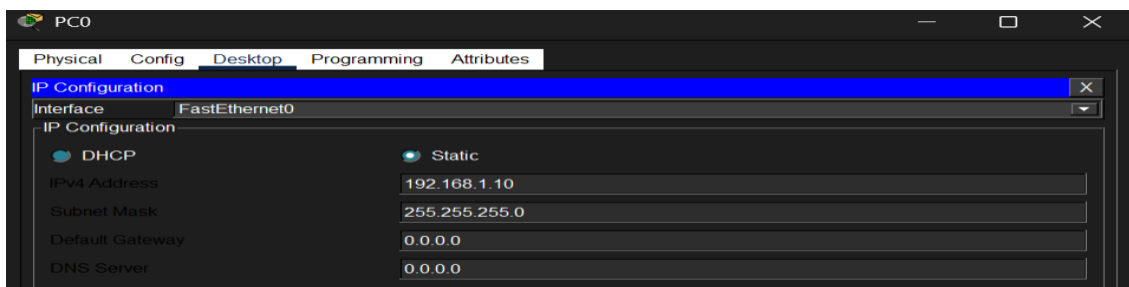 PC0
Physical Config Desktop Programming Attributes
IP Configuration X
Interface FastEthernet0
IP Configuration
DHCP Static
IPv4 Address 192.168.1.10
Subnet Mask 255.255.255.0
Default Gateway 0.0.0.0
DNS Server 0.0.0.0